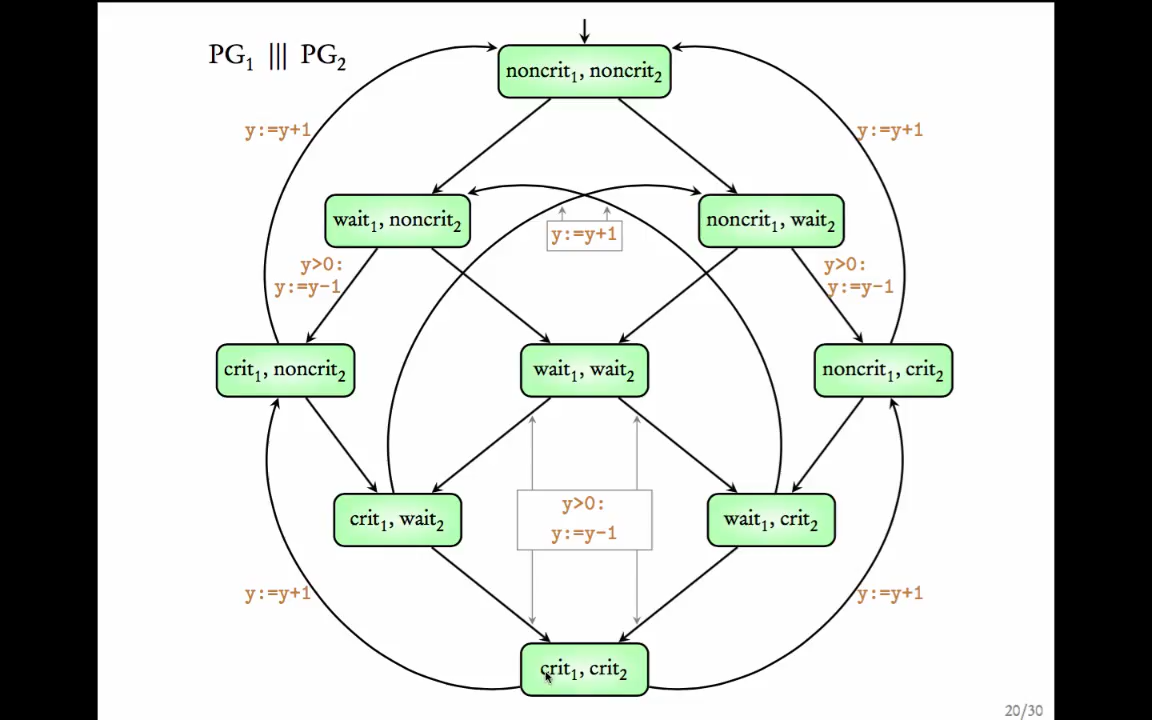 PG₁ ||| PG₂
noncrit₁, noncrit₂
y:=y+1
y:=y+1
wait₁, noncrit₂
noncrit₁, wait₂
y:=y+1
y>0:
y:=y−1
y>0:
y:=y−1
crit₁, noncrit₂
wait₁, wait₂
noncrit₁, crit₂
y>0:
y:=y−1
crit₁, wait₂
wait₁, crit₂
y:=y+1
y:=y+1
crit₁, crit₂
20/30